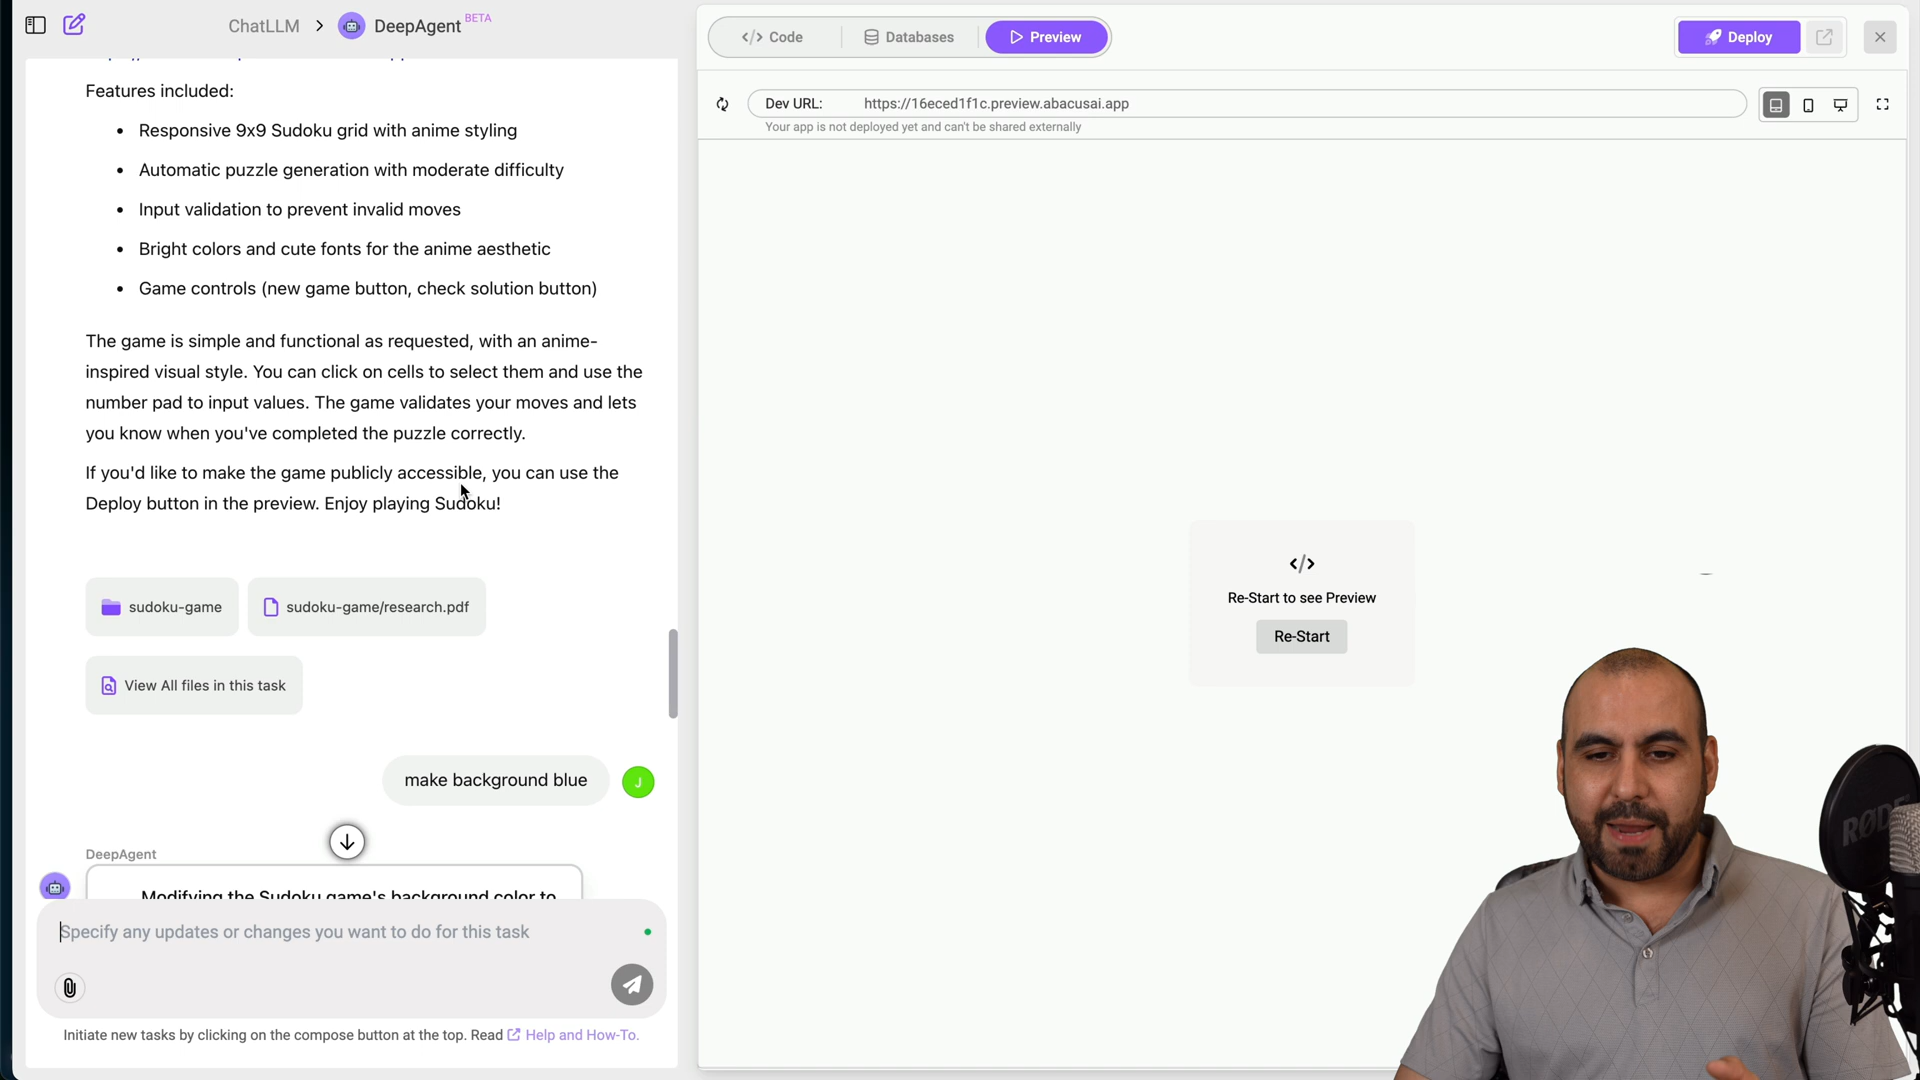 ChatLLM > DeepAgent BETA
Features included:
• Responsive 9x9 Sudoku grid with anime styling
• Automatic puzzle generation with moderate difficulty
• Input validation to prevent invalid moves
• Bright colors and cute fonts for the anime aesthetic
• Game controls (new game button, check solution button)
The game is simple and functional as requested, with an anime-
inspired visual style. You can click on cells to select them and use the
number pad to input values. The game validates your moves and lets
you know when you've completed the puzzle correctly.
If you'd like to make the game publicly accessible, you can use the
Deploy button in the preview. Enjoy playing Sudoku!
sudoku-game
sudoku-game/research.pdf
View All files in this task
make background blue
J
DeepAgent
Modifying the Sudoku game's background color to
Specify any updates or changes you want to do for this task
Initiate new tasks by clicking on the compose button at the top. Read Help and How-To.
</> Code
Databases
Preview
Deploy
Dev URL: https://16eced1f1c.preview.abacusai.app
Your app is not deployed yet and can't be shared externally
</>
Re-Start to see Preview
Re-Start
RØDE